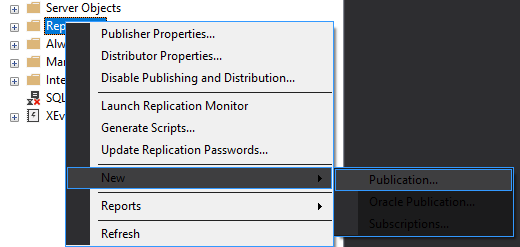 Server Objects
Rep
Alw
Mar
Inte
SQL
XEv
Publisher Properties...
Distributor Properties...
Disable Publishing and Distribution...
Launch Replication Monitor
Generate Scripts...
Update Replication Passwords...
New
Reports
Refresh
Publication...
Oracle Publication...
Subscriptions...